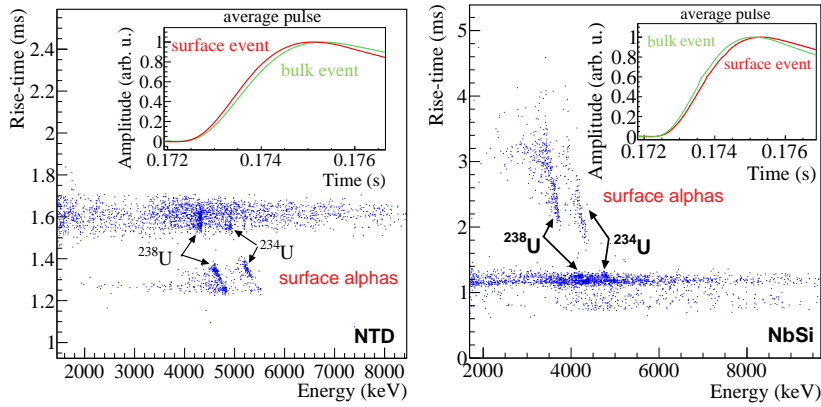 Rise-time (ms)
2.6
2.4
2.2
2
1.8
1.6
1.4
1.2
1
average pulse
Amplitude (arb. u.)
1
0.8
0.6
0.4
0.2
0
surface event
bulk event
0.172
0.174
0.176
Time (s)
238U
234U
surface alphas
NTD
2000
3000
4000
5000
6000
7000
8000
Energy (keV)
Rise-time (ms)
5
4
3
2
1
0
average pulse
Amplitude (arb. u.)
1
0.8
0.6
0.4
0.2
0
bulk event
surface event
0.172
0.174
0.176
Time (s)
surface alphas
238U
234U
NbSi
2000
4000
6000
8000
Energy (keV)